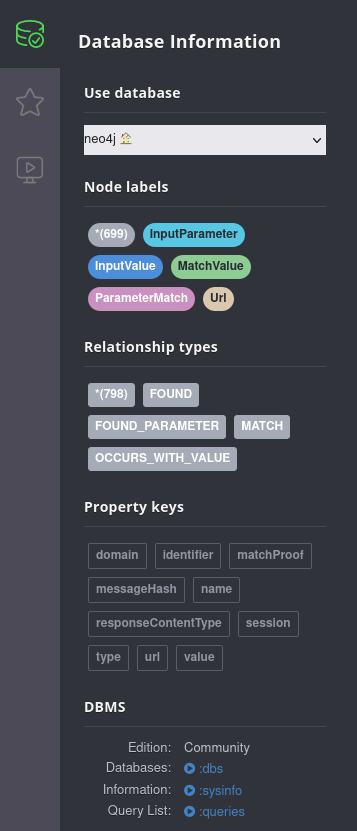 Database Information
Use database
neo4j
Node labels
*(699) InputParameter
InputValue MatchValue
ParameterMatch Url
Relationship types
*(798) FOUND
FOUND_PARAMETER MATCH
OCCURS_WITH_VALUE
Property keys
domain identifier matchProof
messageHash name
responseContentType session
type url value
DBMS
Edition: Community
Databases: :dbs
Information: :sysinfo
Query List: :queries